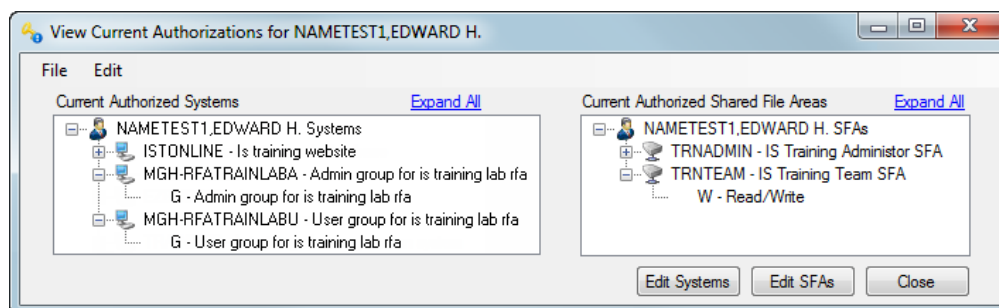 View Current Authorizations for NAMETEST1,EDWARD H.
File Edit
Current Authorized Systems Expand All
NAMETEST1,EDWARD H. Systems
ISTONLINE - Is training website
MGH-RFATRAINLABA - Admin group for is training lab rfa
G - Admin group for is training lab rfa
MGH-RFATRAINLABU - User group for is training lab rfa
G - User group for is training lab rfa
Current Authorized Shared File Areas Expand All
NAMETEST1,EDWARD H. SFAs
TRNADMIN - IS Training Administor SFA
TRNTEAM - IS Training Team SFA
W - Read/Write
Edit Systems Edit SFAs Close